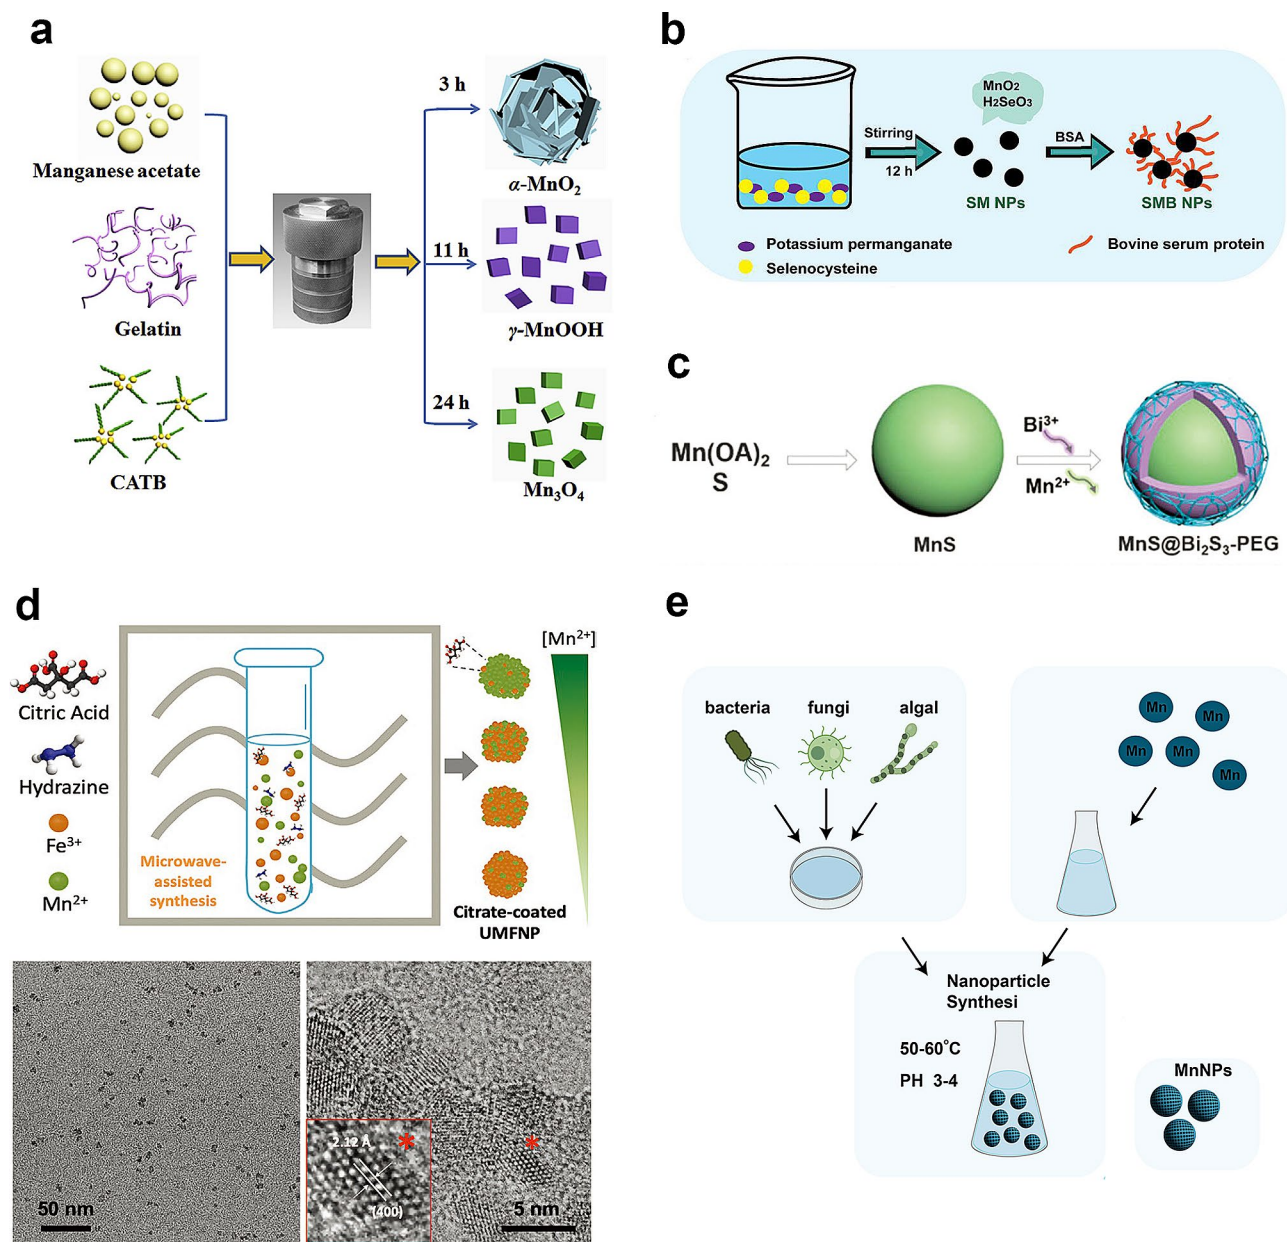 a
Manganese acetate
Gelatin
CATB
3 h
11 h
24 h
α-MnO₂
γ-MnOOH
Mn₃O₄
b
MnO₂
H₂SeO₃
Stirring
12 h
BSA
SM NPs
SMB NPs
Potassium permanganate
Selenocysteine
Bovine serum protein
c
Mn(OA)₂
S
MnS
Bi³⁺
Mn²⁺
MnS@Bi₂S₃-PEG
d
Citric Acid
Hydrazine
Fe³⁺
Mn²⁺
Microwave-
assisted
synthesis
[Mn²⁺]
Citrate-coated
UMFNP
50 nm
2.12 Å
(400)
5 nm
e
bacteria
fungi
algal
Mn
Mn
Mn
Mn
Mn
Nanoparticle
Synthesi
50-60°C
PH 3-4
MnNPs